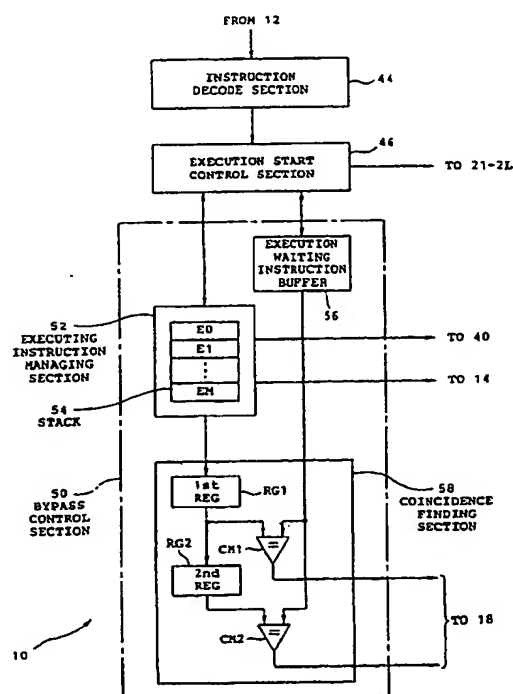 FROM 12
INSTRUCTION
DECODE SECTION
44
EXECUTION START
CONTROL SECTION
46
TO 21-2L
EXECUTION
WAITING
INSTRUCTION
BUFFER
56
52
EXECUTING
INSTRUCTION
MANAGING
SECTION
54
STACK
E0
E1
EM
TO 40
TO 14
50
BYPASS
CONTROL
SECTION
1st
REG
RG1
58
COINCIDENCE
FINDING
SECTION
=
CM1
RG2
2nd
REG
=
CM2
TO 18
10